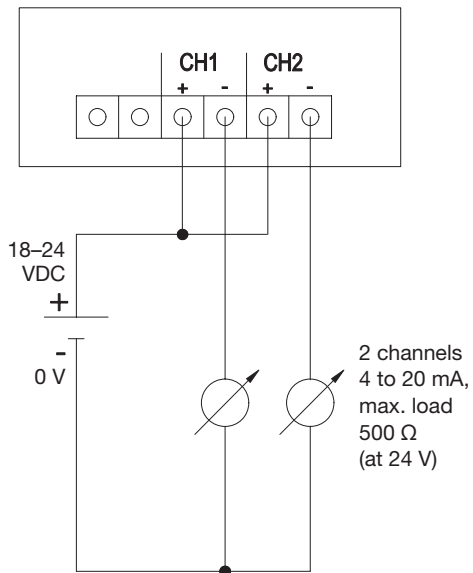 CH1 CH2
+ - + -
18–24
VDC
+
-
0 V
2 channels
4 to 20 mA,
max. load
500 Ω
(at 24 V)